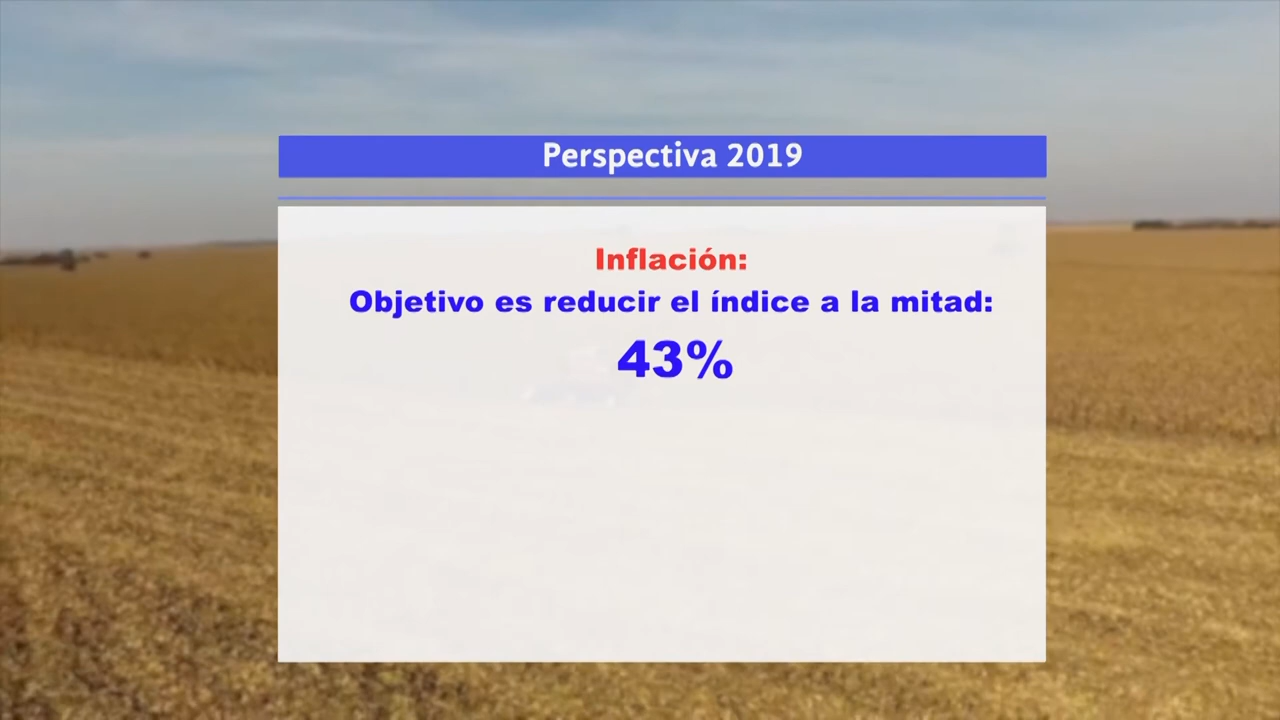 Perspectiva 2019
Inflación:
Objetivo es reducir el índice a la mitad:
43%